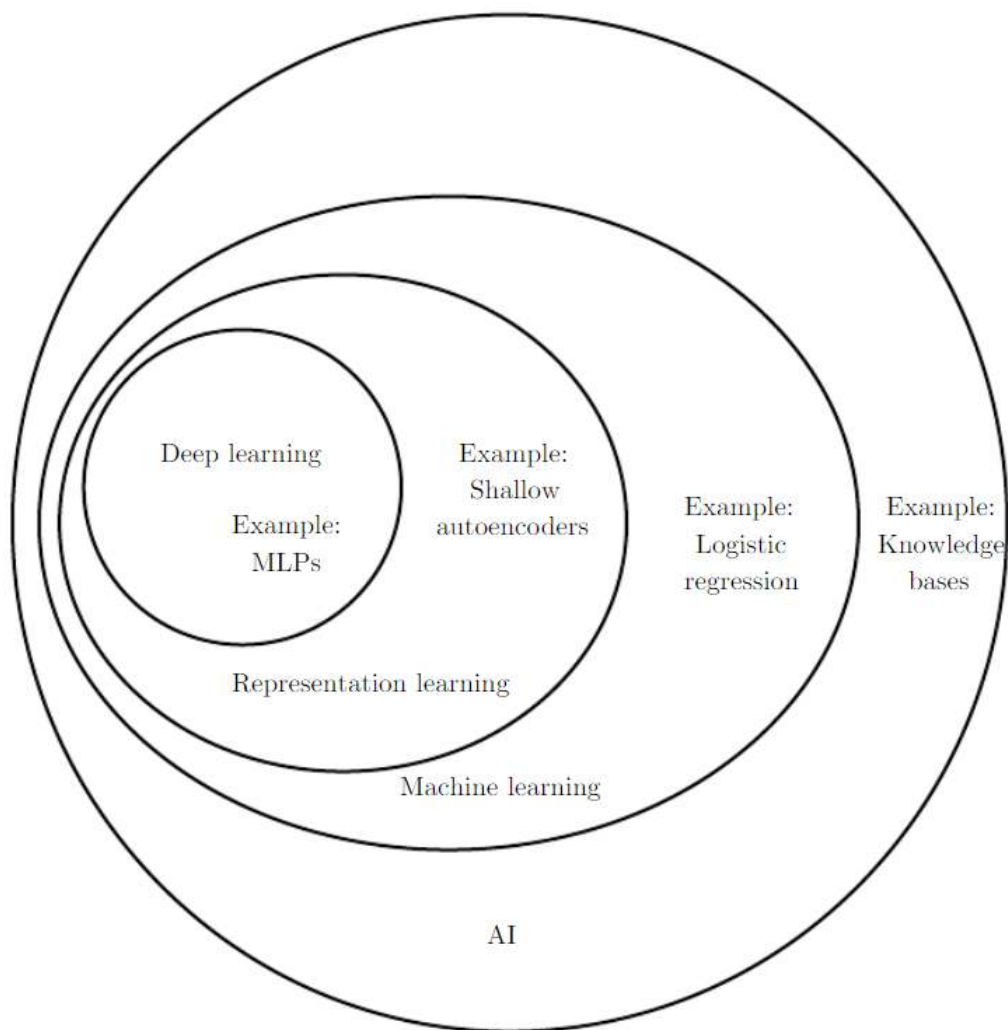 Deep learning
Example:
MLPs
Example:
Shallow
autoencoders
Example:
Logistic
regression
Example:
Knowledge
bases
Representation learning
Machine learning
AI